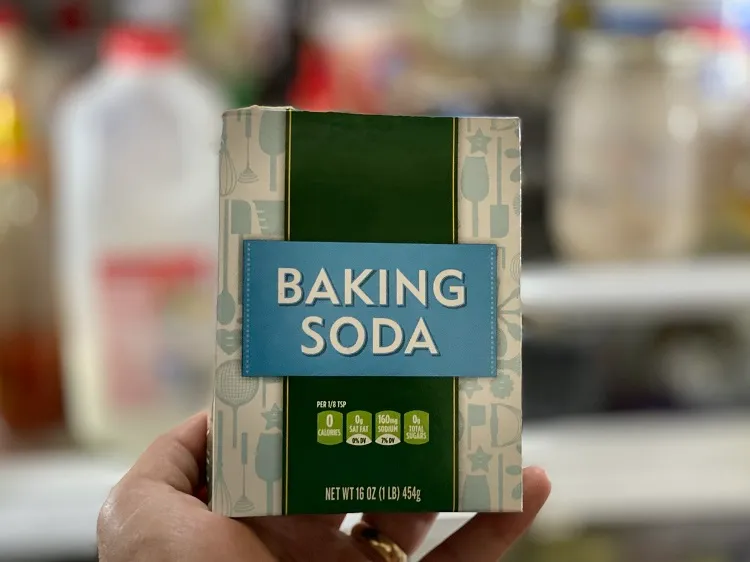 BAKING
SODA
PER 1/8 TSP
0
CALORIES
0g
SAT FAT
0% DV
160mg
SODIUM
7% DV
0g
TOTAL
SUGARS
NET WT 16 OZ (1 LB) 454g